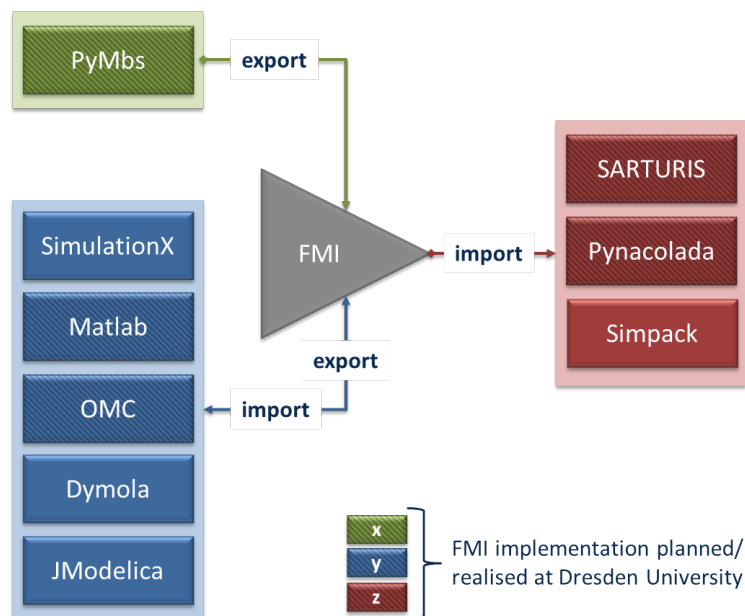 PyMbs
export
SARTURIS
SimulationX
FMI
import
Pynacolada
Matlab
Simpack
export
OMC
import
Dymola
JModelica
x
y
z
FMI implementation planned/
realised at Dresden University